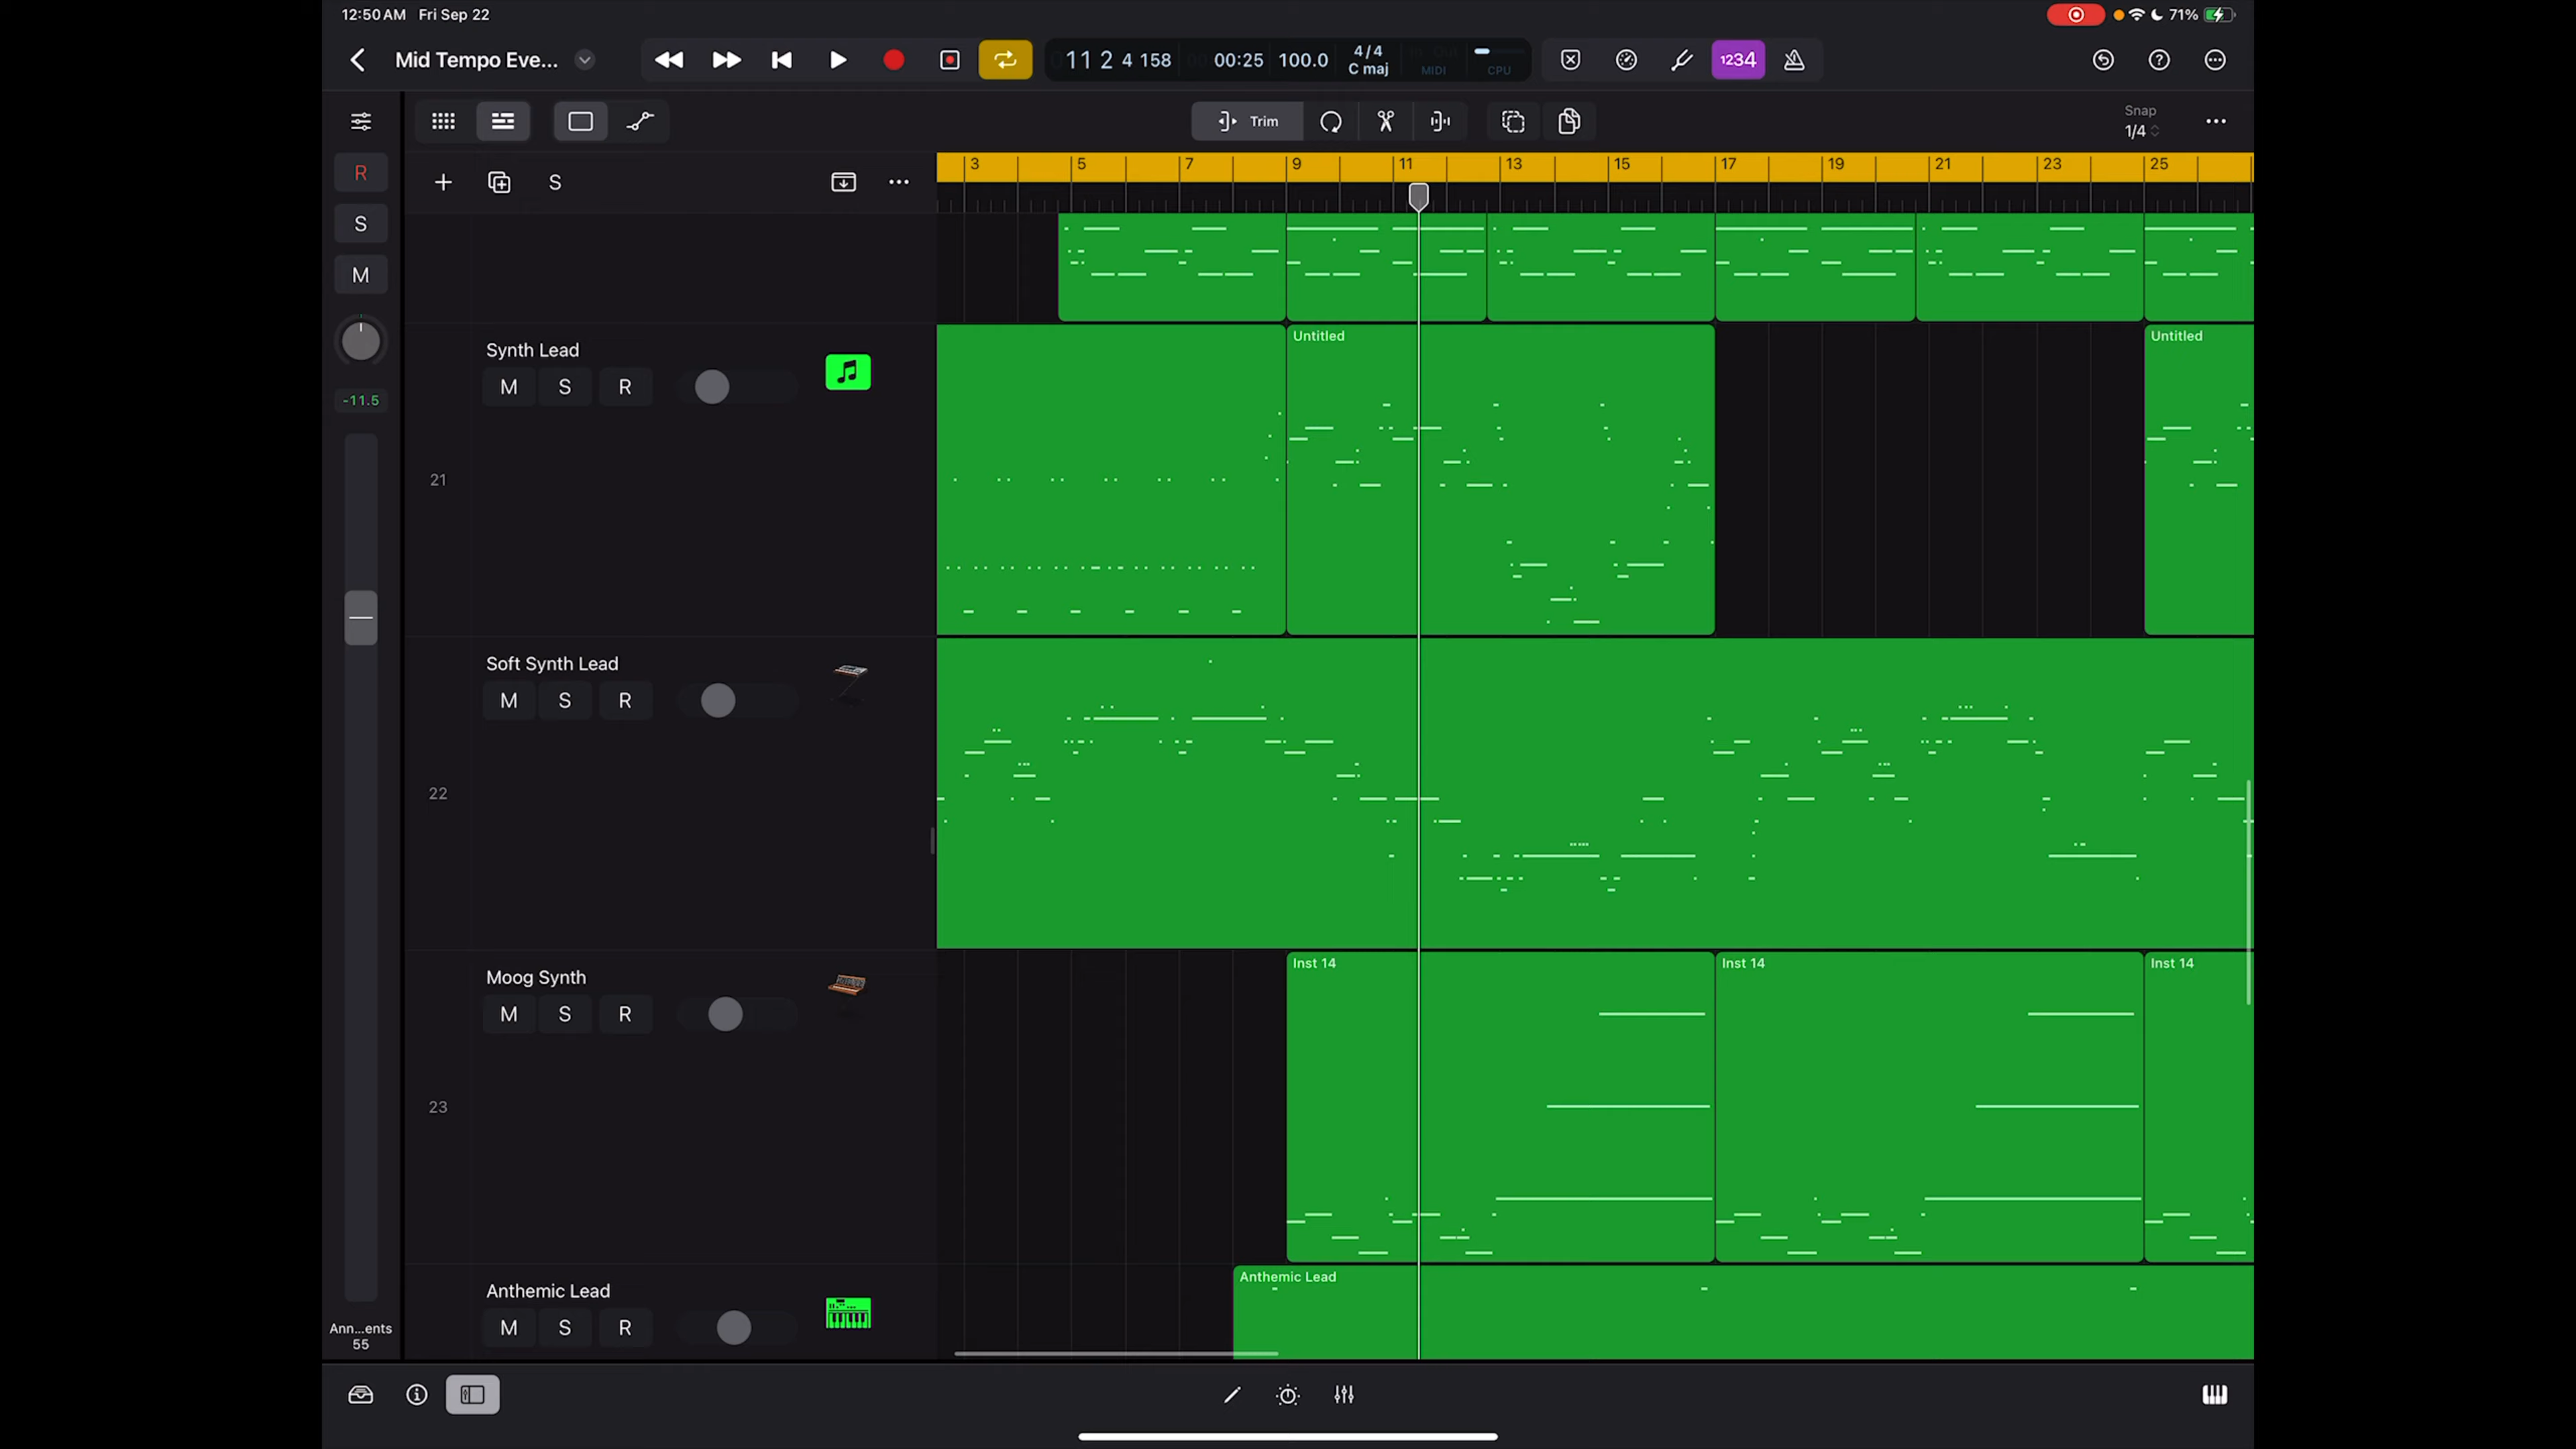 12:50 AM Fri Sep 22
71%
Mid Tempo Eve...
11 2 4 158
00:25
100.0
4/4
C maj
In Out
MIDI
CPU
1234
Trim
Snap
1/4
R
S
3 5 7 9 11 13 15 17 19 21 23 25
S
M
-11.5
Synth Lead
M S R
21
Untitled
Untitled
Soft Synth Lead
M S R
22
Moog Synth
M S R
23
Inst 14
Inst 14
Inst 14
Anthemic Lead
M S R
Anthemic Lead
Ann...ents
55